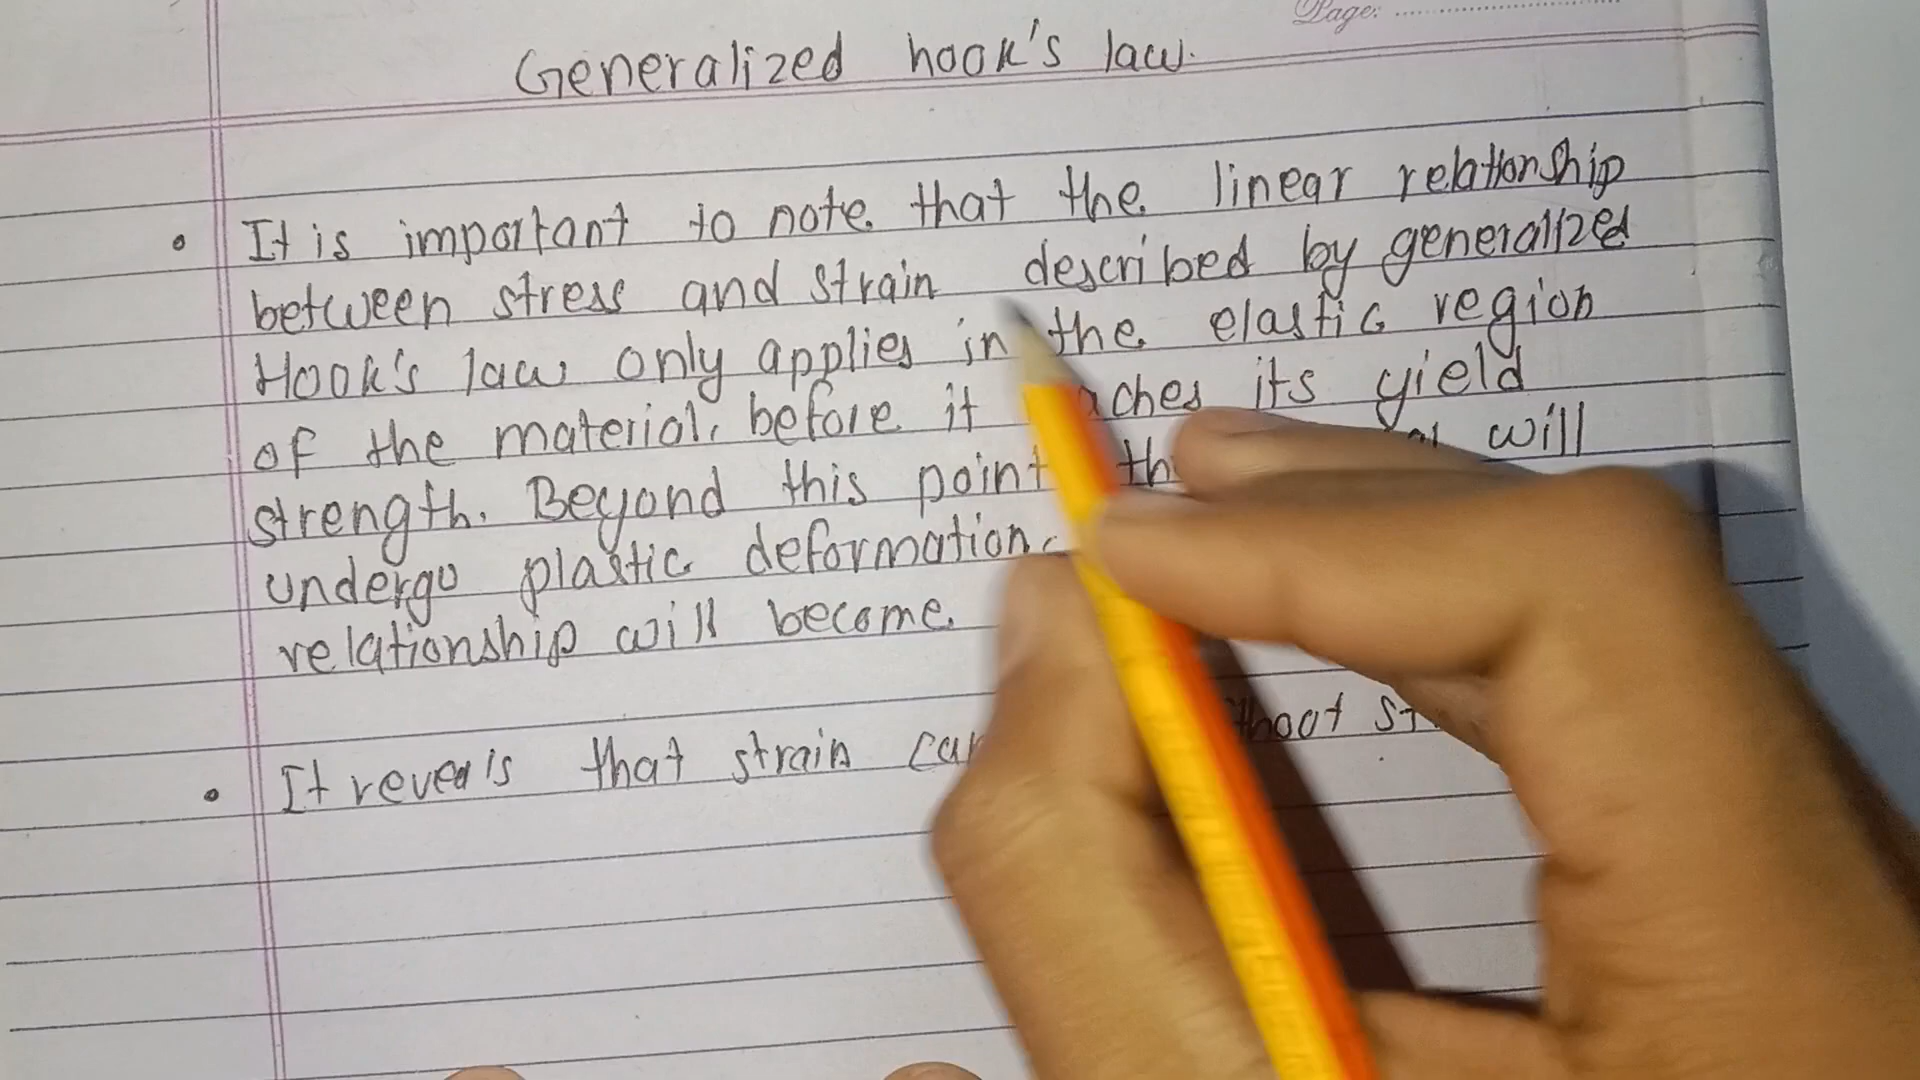 Page:
Generalized hook's law.
• It is important to note that the linear relationship
between stress and strain described by generalized
Hook's law only applies in the elastic region
of the material, before it its yield
strength. Beyond this point will
undergo plastic deformation
relationship will become
• It reveals that strain